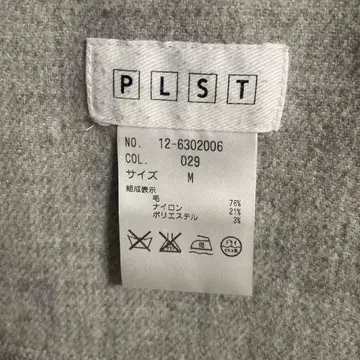 PLST
NO. 12-6302006
COL. 029
サイズ M
組成表示
毛 76%
ナイロン 21%
ポリエステル 3%